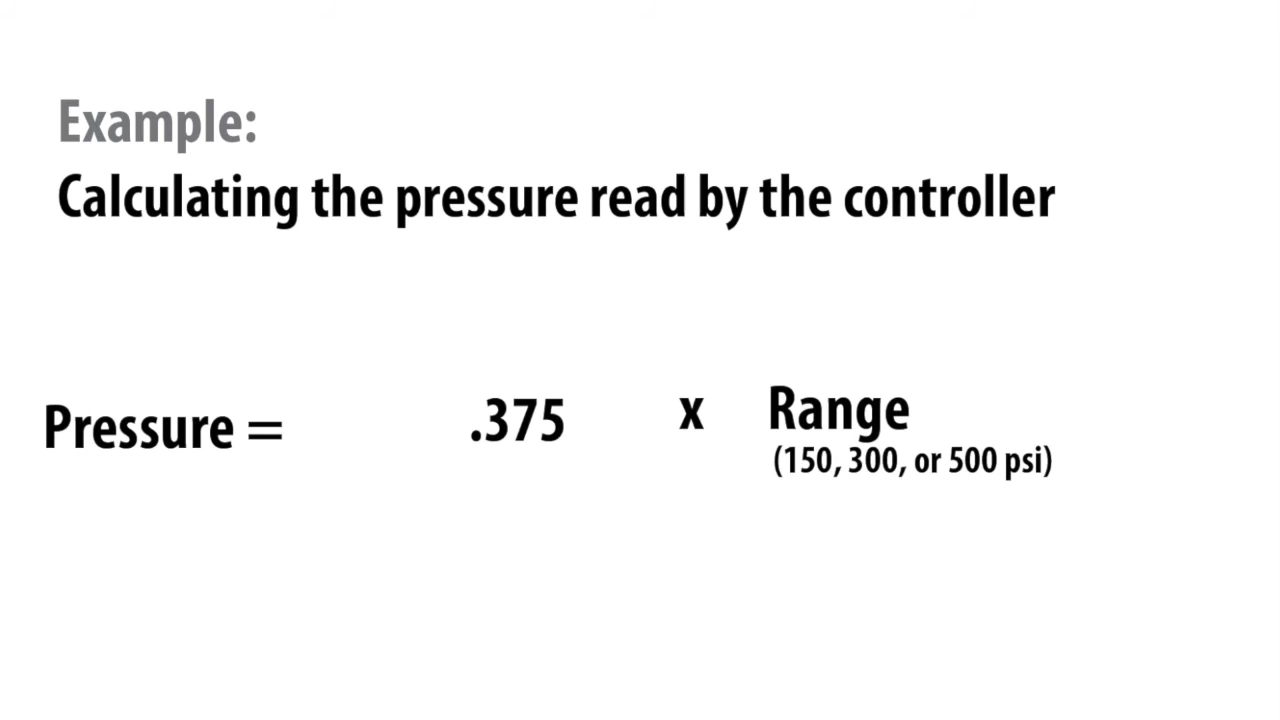 Example:
Calculating the pressure read by the controller
Pressure = .375 x Range
(150, 300, or 500 psi)